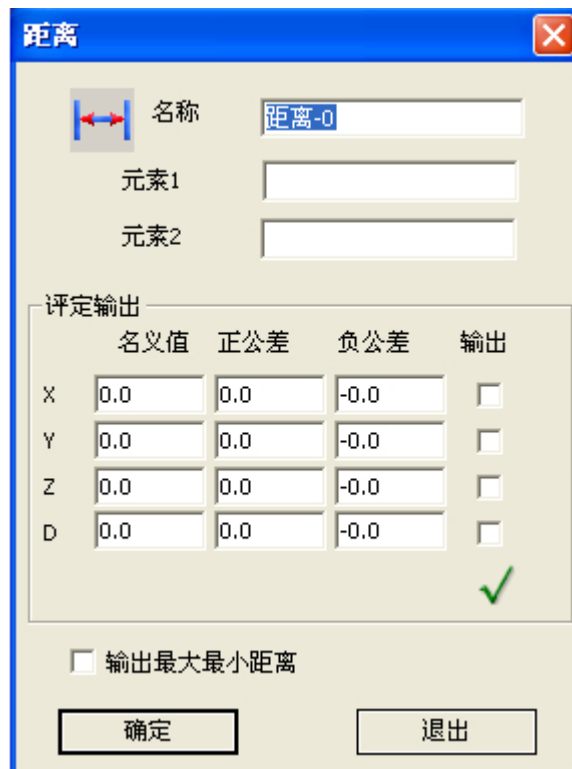 距离
名称 距离-0
元素1
元素2
评定输出
名义值 正公差 负公差 输出
X 0.0 0.0 -0.0
Y 0.0 0.0 -0.0
Z 0.0 0.0 -0.0
D 0.0 0.0 -0.0
输出最大最小距离
确定 退出